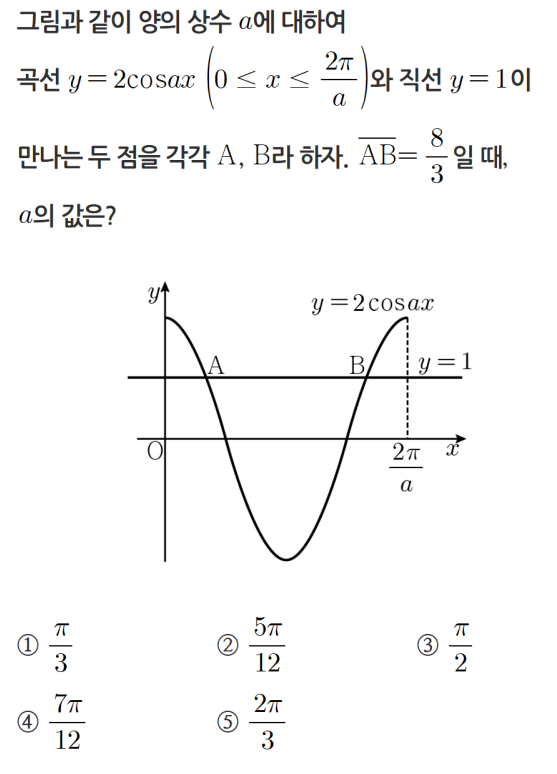 그림과 같이 양의 상수 a에 대하여
곡선 y=2cosax (0 ≤ x ≤ 2π/a)와 직선 y=1이
만나는 두 점을 각각 A, B라 하자. A̅B̅= 8/3 일 때,
a의 값은?
y
y=2cosax
A
B
y=1
O
2π/a
x
① π/3
② 5π/12
③ π/2
④ 7π/12
⑤ 2π/3